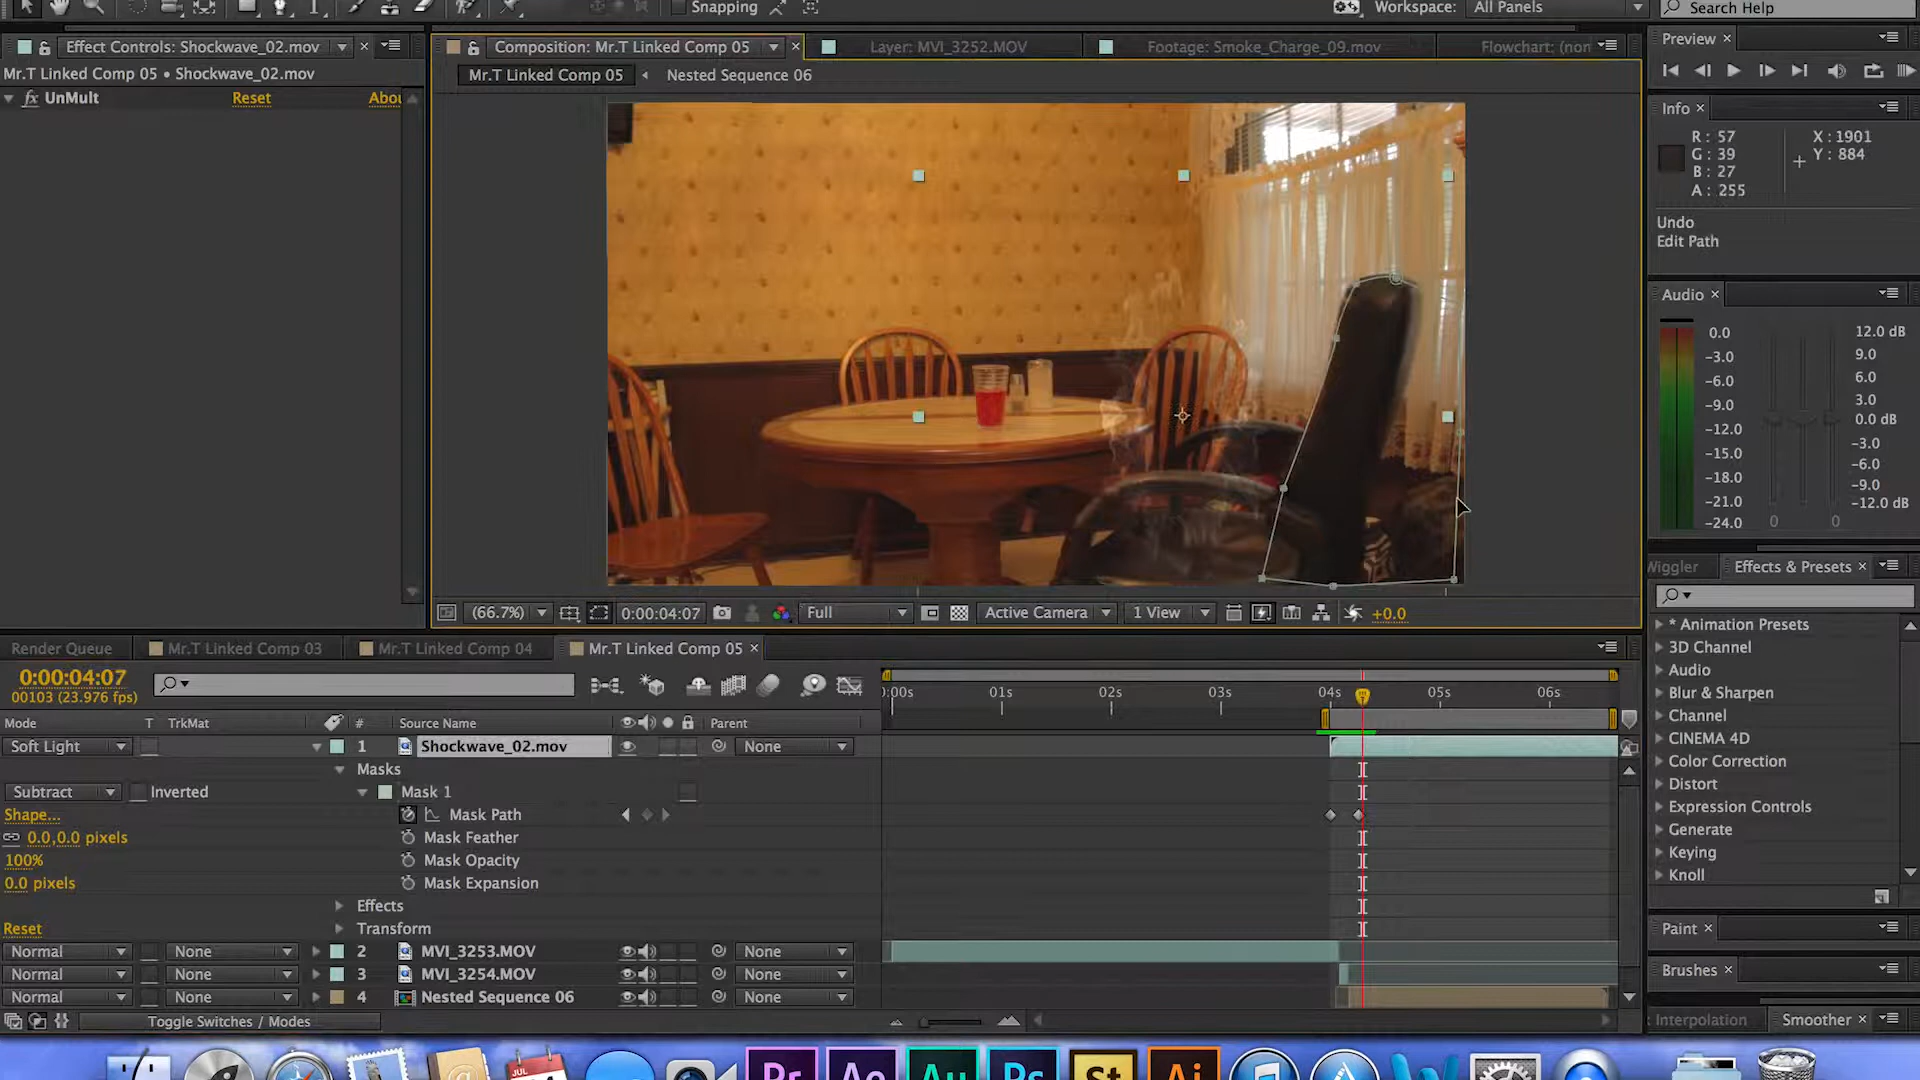 Snapping
Workspace: All Panels
Search Help
Effect Controls: Shockwave_02.mov
Mr.T Linked Comp 05 • Shockwave_02.mov
fx UnMult Reset Abou
Composition: Mr.T Linked Comp 05
Layer: MVI_3252.MOV
Footage: Smoke_Charge_09.mov
Flowchart: (non
Mr.T Linked Comp 05
Nested Sequence 06
(66.7%)
0:00:04:07
Full
Active Camera
1 View
+0.0
Preview
Info
R: 57
G: 39
B: 27
A: 255
X: 1901
Y: 884
Undo
Edit Path
Audio
0.0
-3.0
-6.0
-9.0
-12.0
-15.0
-18.0
-21.0
-24.0
0
0
12.0 dB
9.0
6.0
3.0
0.0 dB
-3.0
-6.0
-9.0
-12.0 dB
Wiggler
Effects & Presets
* Animation Presets
3D Channel
Audio
Blur & Sharpen
Channel
CINEMA 4D
Color Correction
Distort
Expression Controls
Generate
Keying
Knoll
Paint
Brushes
Interpolation
Smoother
Render Queue
Mr.T Linked Comp 03
Mr.T Linked Comp 04
Mr.T Linked Comp 05
0:00:04:07
00103 (23.976 fps)
):00s 01s 02s 03s 04s 05s 06s
Mode T TrkMat # Source Name Parent
Soft Light 1 Shockwave_02.mov None
Masks
Subtract Inverted Mask 1
Shape... Mask Path
0.0,0.0 pixels Mask Feather
100% Mask Opacity
0.0 pixels Mask Expansion
Effects
Reset Transform
Normal None 2 MVI_3253.MOV None
Normal None 3 MVI_3254.MOV None
Normal None 4 Nested Sequence 06 None
Toggle Switches / Modes
JUL
Pr Ae Au Ps St Ai